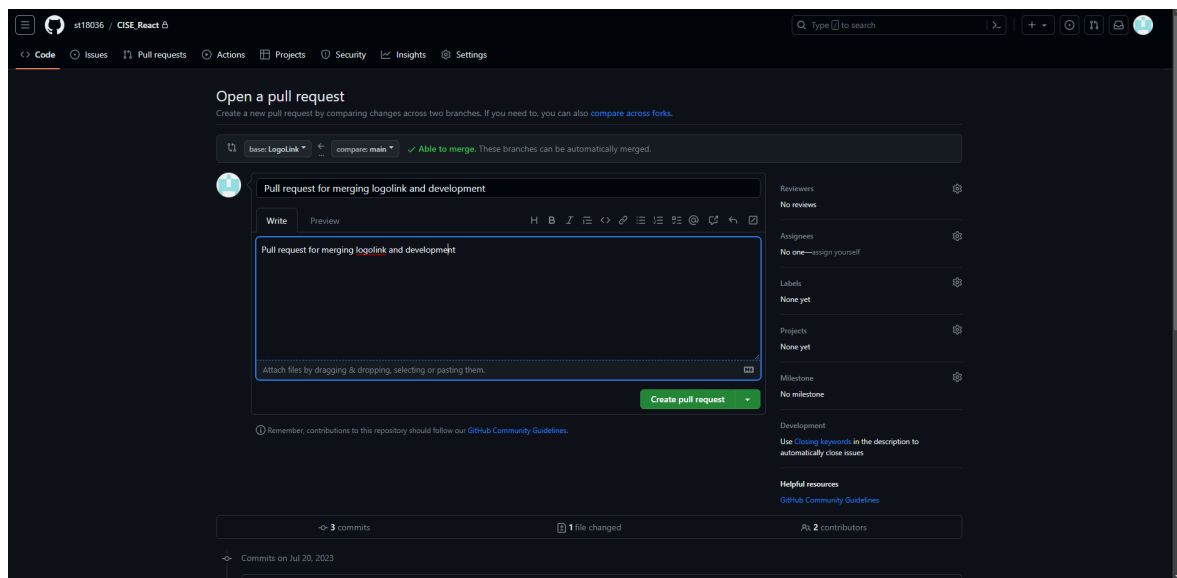 st18036 / CISE_React
Type / to search
Code Issues Pull requests Actions Projects Security Insights Settings
Open a pull request
Create a new pull request by comparing changes across two branches. If you need to, you can also compare across forks.
base: LogoLink compare: main Able to merge. These branches can be automatically merged.
Pull request for merging logolink and development
Write Preview
Pull request for merging logolink and development
Attach files by dragging & dropping, selecting or pasting them.
Create pull request
Remember, contributions to this repository should follow our GitHub Community Guidelines.
Reviewers
No reviews
Assignees
No one—assign yourself
Labels
None yet
Projects
None yet
Milestone
No milestone
Development
Use Closing keywords in the description to
automatically close issues
Helpful resources
GitHub Community Guidelines
3 commits 1 file changed 2 contributors
Commits on Jul 20, 2023